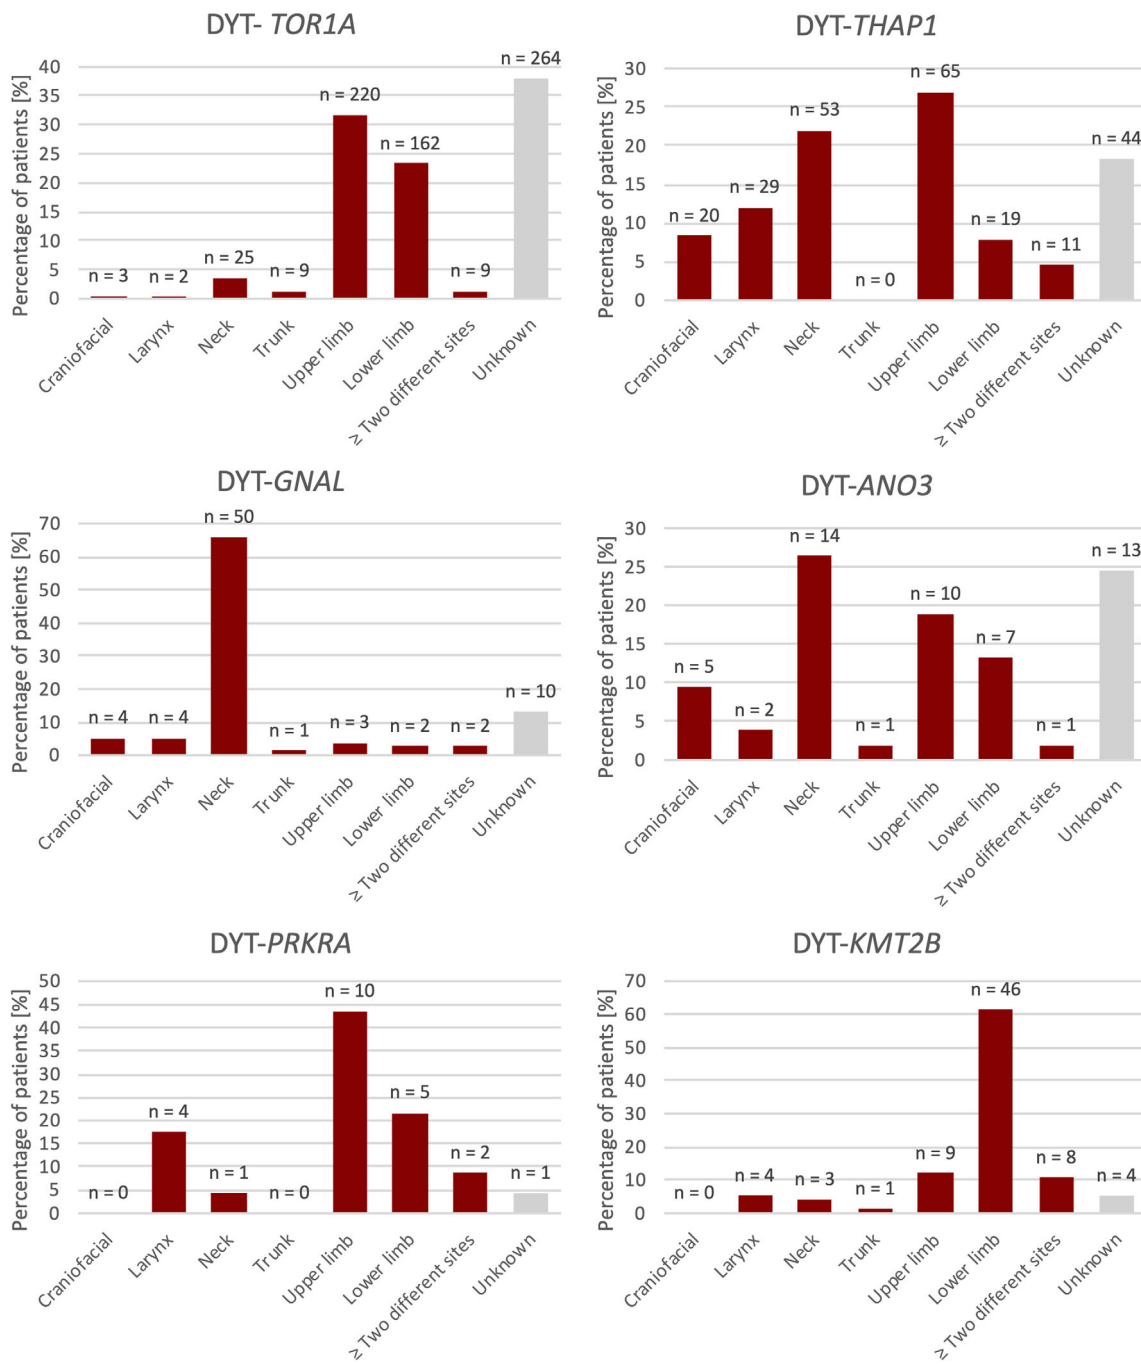 DYT- TOR1A
Percentage of patients [%]
40
35
30
25
20
15
10
5
0
n = 3
n = 2
n = 25
n = 9
n = 220
n = 162
n = 9
n = 264
Craniofacial
Larynx
Neck
Trunk
Upper limb
Lower limb
≥ Two different sites
Unknown
DYT-THAP1
Percentage of patients [%]
30
25
20
15
10
5
0
n = 20
n = 29
n = 53
n = 0
n = 65
n = 19
n = 11
n = 44
Craniofacial
Larynx
Neck
Trunk
Upper limb
Lower limb
≥ Two different sites
Unknown
DYT-GNAL
Percentage of patients [%]
70
60
50
40
30
20
10
0
n = 4
n = 4
n = 50
n = 1
n = 3
n = 2
n = 2
n = 10
Craniofacial
Larynx
Neck
Trunk
Upper limb
Lower limb
≥ Two different sites
Unknown
DYT-ANO3
Percentage of patients [%]
30
25
20
15
10
5
0
n = 5
n = 2
n = 14
n = 1
n = 10
n = 7
n = 1
n = 13
Craniofacial
Larynx
Neck
Trunk
Upper limb
Lower limb
≥ Two different sites
Unknown
DYT-PRKRA
Percentage of patients [%]
50
45
40
35
30
25
20
15
10
5
0
n = 0
n = 4
n = 1
n = 0
n = 10
n = 5
n = 2
n = 1
Craniofacial
Larynx
Neck
Trunk
Upper limb
Lower limb
≥ Two different sites
Unknown
DYT-KMT2B
Percentage of patients [%]
70
60
50
40
30
20
10
0
n = 0
n = 4
n = 3
n = 1
n = 9
n = 46
n = 8
n = 4
Craniofacial
Larynx
Neck
Trunk
Upper limb
Lower limb
≥ Two different sites
Unknown